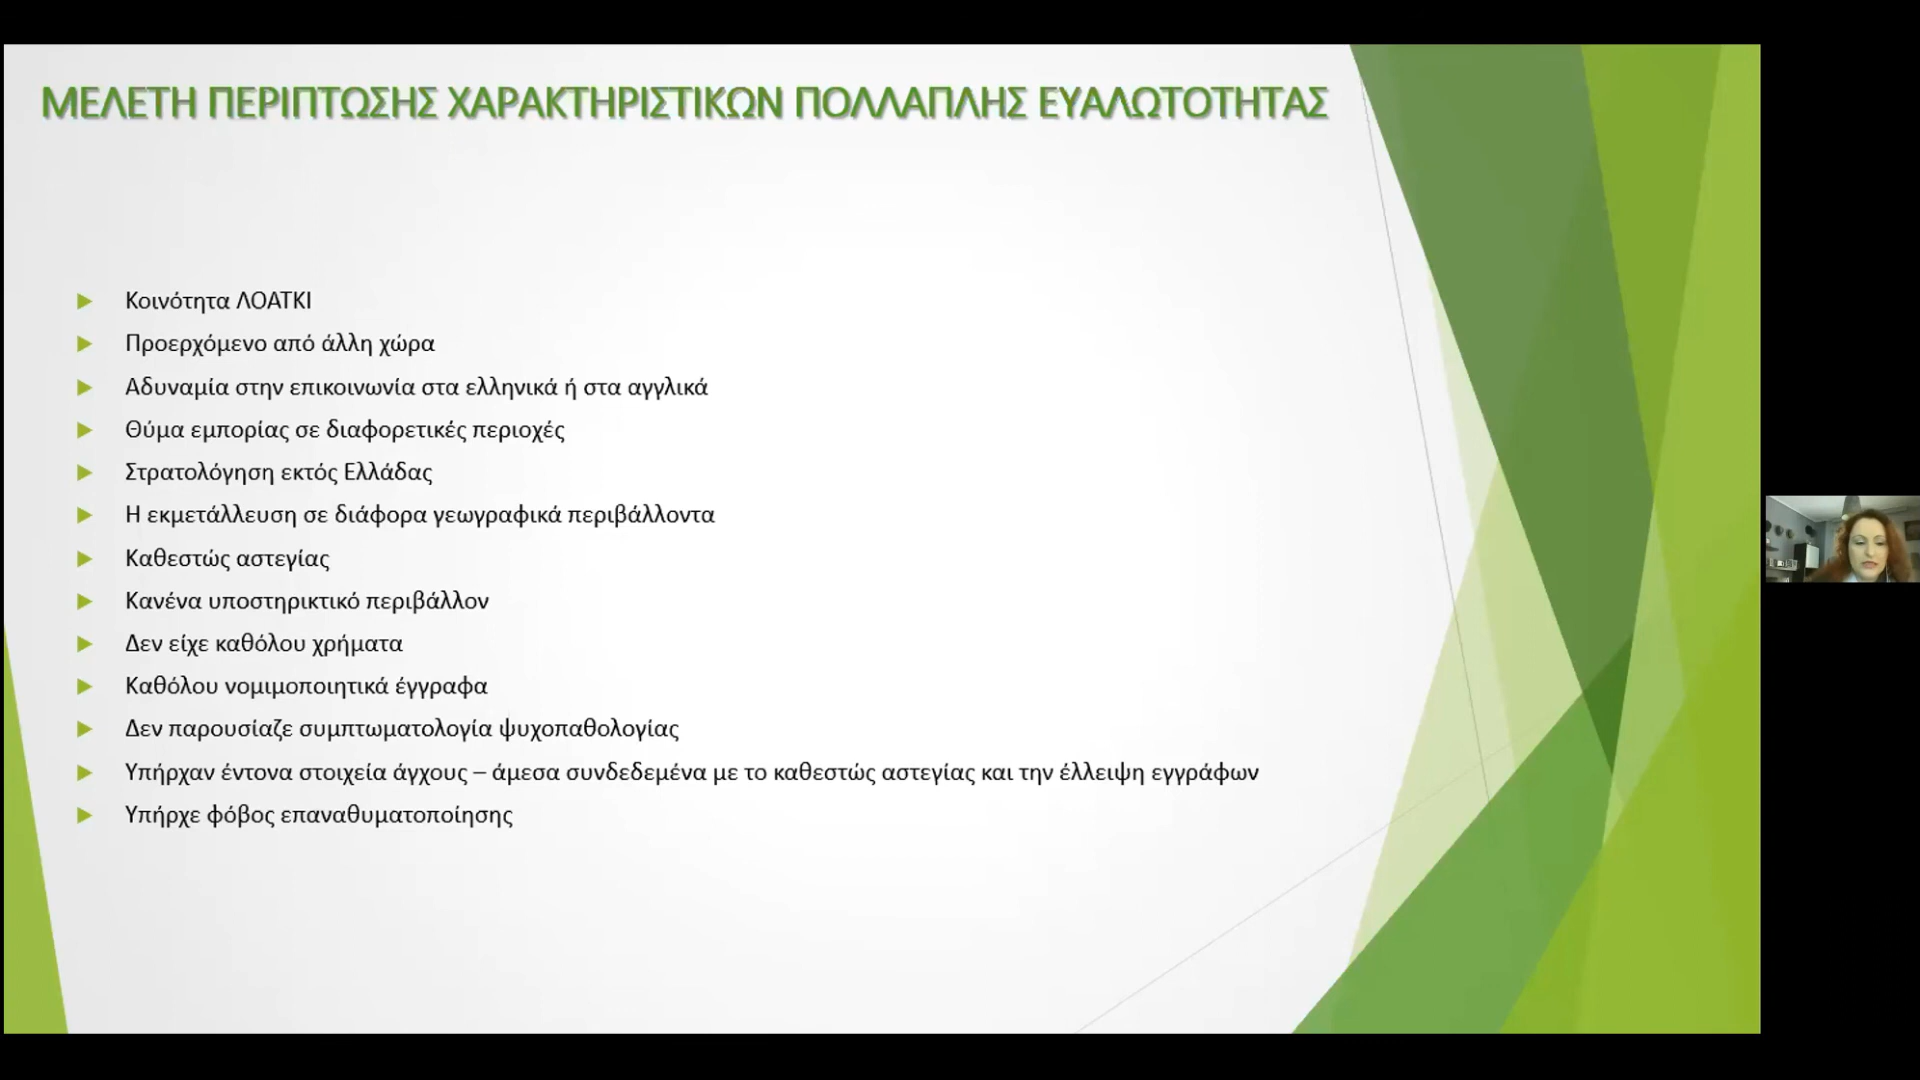 ΜΕΛΕΤΗ ΠΕΡΙΠΤΩΣΗΣ ΧΑΡΑΚΤΗΡΙΣΤΙΚΩΝ ΠΟΛΛΑΠΛΗΣ ΕΥΑΛΩΤΟΤΗΤΑΣ
Κοινότητα ΛΟΑΤΚΙ
Προερχόμενο από άλλη χώρα
Αδυναμία στην επικοινωνία στα ελληνικά ή στα αγγλικά
Θύμα εμπορίας σε διαφορετικές περιοχές
Στρατολόγηση εκτός Ελλάδας
Η εκμετάλλευση σε διάφορα γεωγραφικά περιβάλλοντα
Καθεστώς αστεγίας
Κανένα υποστηρικτικό περιβάλλον
Δεν είχε καθόλου χρήματα
Καθόλου νομιμοποιητικά έγγραφα
Δεν παρουσίαζε συμπτωματολογία ψυχοπαθολογίας
Υπήρχαν έντονα στοιχεία άγχους – άμεσα συνδεδεμένα με το καθεστώς αστεγίας και την έλλειψη εγγράφων
Υπήρχε φόβος επαναθυματοποίησης